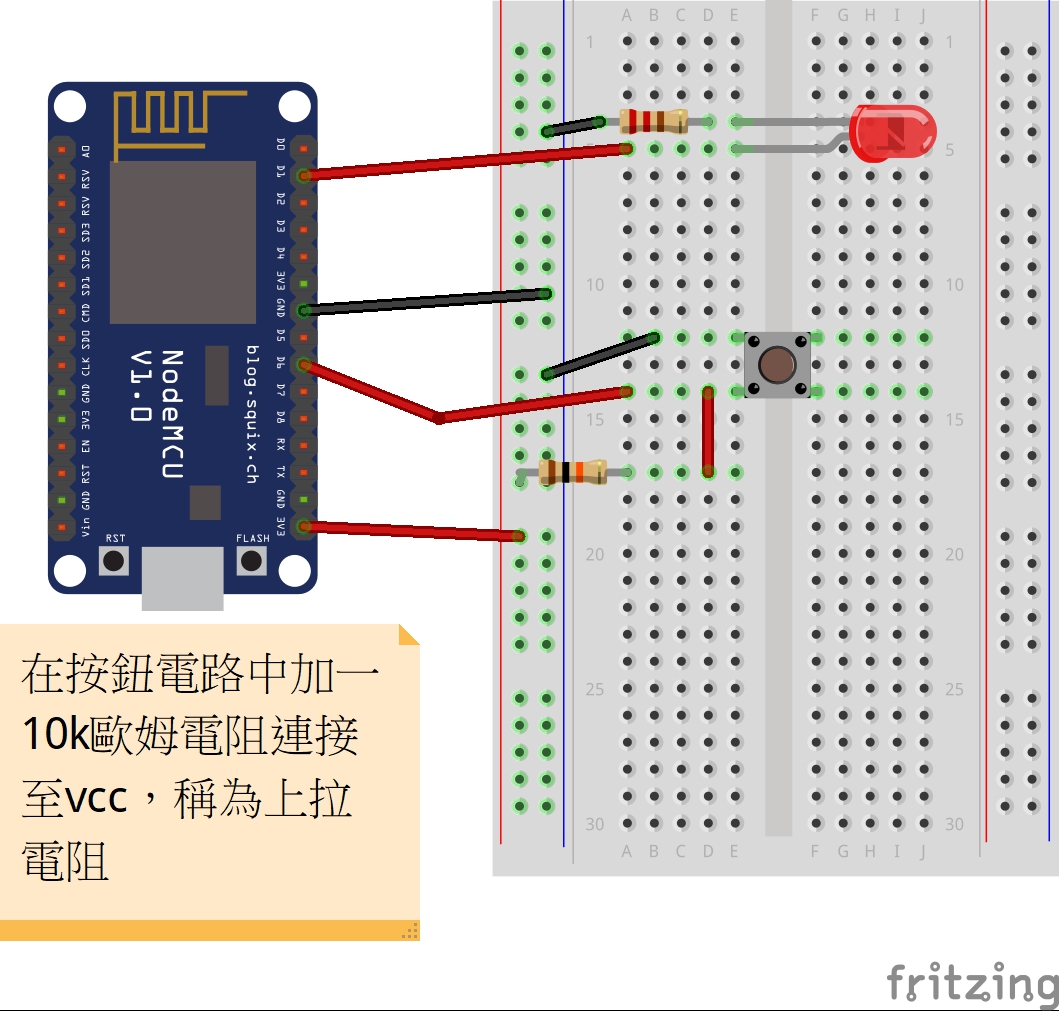 A B C D E F G H I J
1 1
5
10 10
15 15
20 20
25 25
30 30
A B C D E F G H I J
A0
RSV
RSV
SD3
SD2
SD1
CMD
SD0
CLK
GND
3V3
EN
RST
GND
Vin
D0
D1
D2
D3
D4
3V3
GND
D5
D6
D7
D8
RX
TX
GND
3V3
NodeMCU
V1.0
blog.squix.ch
RST
FLASH
在按鈕電路中加一
10k歐姆電阻連接
至vcc，稱為上拉
電阻
fritzing